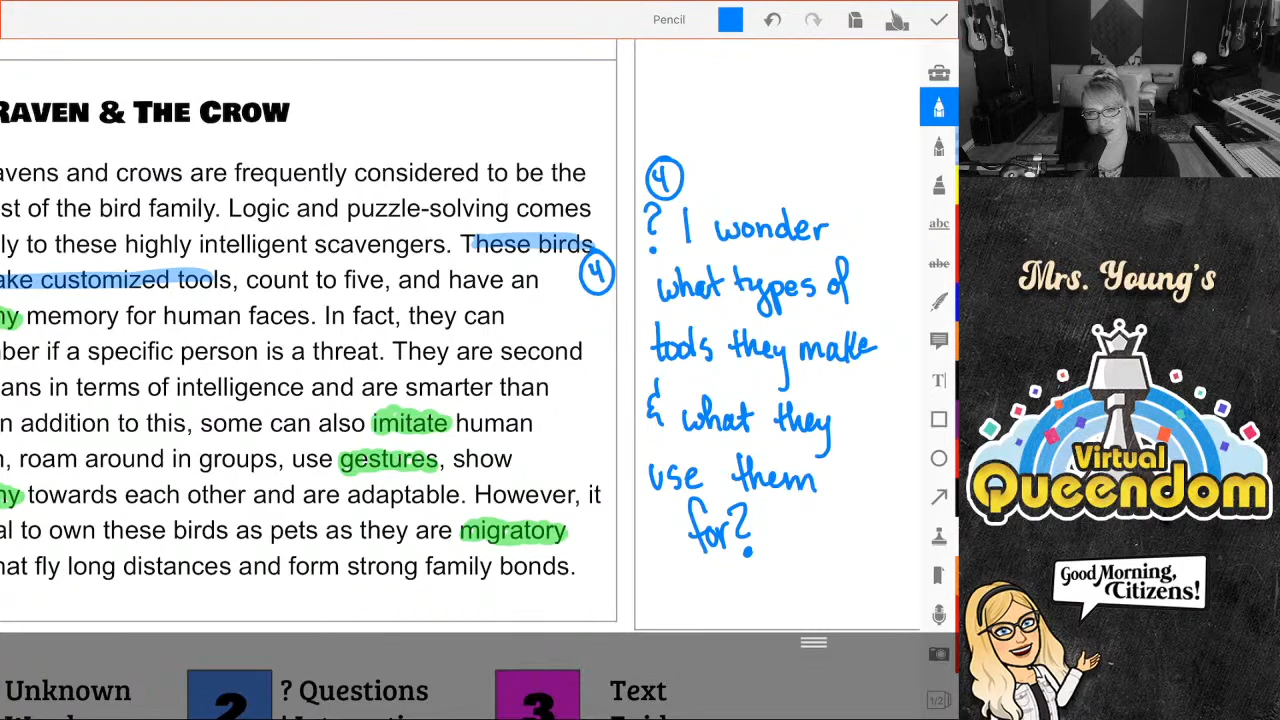 Pencil
RAVEN & THE CROW
avens and crows are frequently considered to be the
st of the bird family. Logic and puzzle-solving comes
ly to these highly intelligent scavengers. These birds
ake customized tools, count to five, and have an
ny memory for human faces. In fact, they can
ber if a specific person is a threat. They are second
ans in terms of intelligence and are smarter than
n addition to this, some can also imitate human
n, roam around in groups, use gestures, show
hy towards each other and are adaptable. However, it
al to own these birds as pets as they are migratory
hat fly long distances and form strong family bonds.
4
4
? I wonder
what types of
tools they make
& what they
use them
for?
abc
abe
T
1/2
Unknown
2
? Questions
3
Text
Mrs. Young's
Virtual
Queendom
Good Morning,
Citizens!